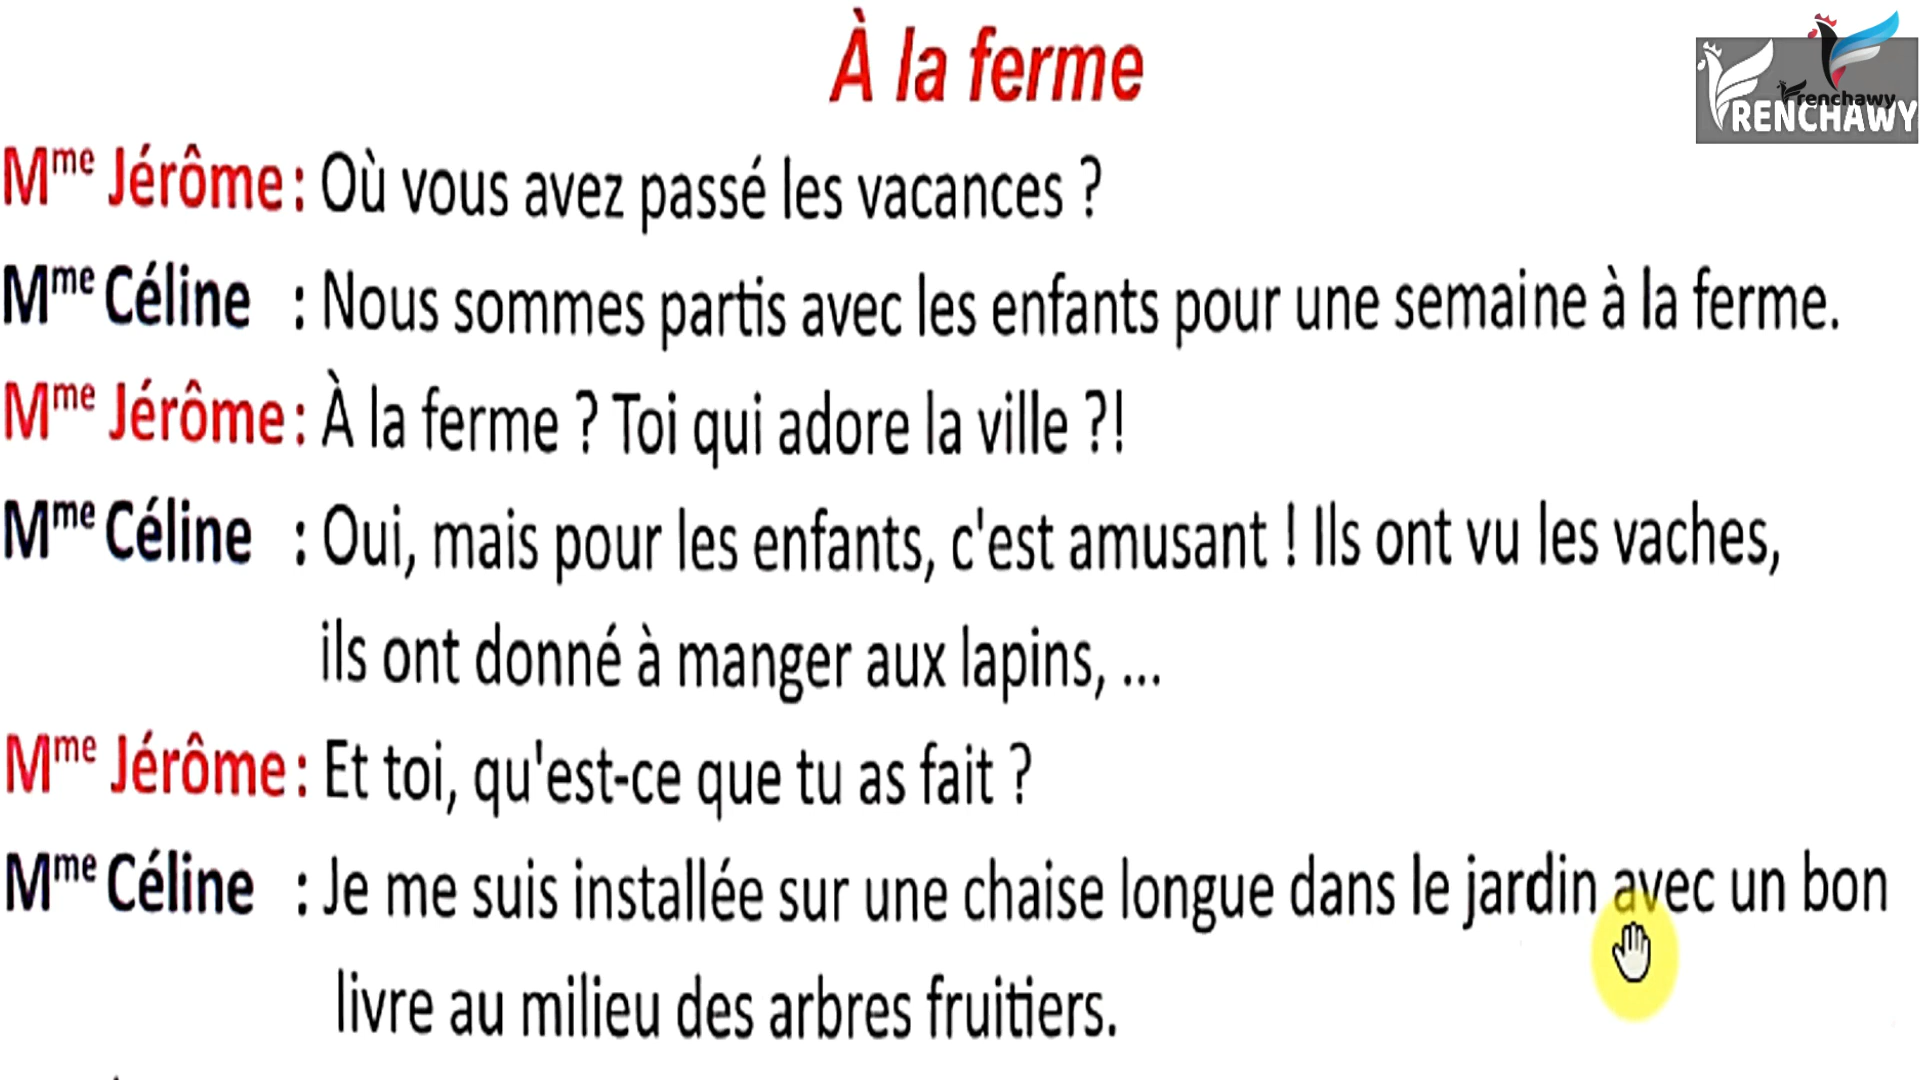 À la ferme
renchawy
RENCHAWY
Mme Jérôme : Où vous avez passé les vacances ?
Mme Céline : Nous sommes partis avec les enfants pour une semaine à la ferme.
Mme Jérôme : À la ferme ? Toi qui adore la ville ?!
Mme Céline : Oui, mais pour les enfants, c'est amusant ! Ils ont vu les vaches,
ils ont donné à manger aux lapins, ...
Mme Jérôme : Et toi, qu'est-ce que tu as fait ?
Mme Céline : Je me suis installée sur une chaise longue dans le jardin avec un bon
livre au milieu des arbres fruitiers.